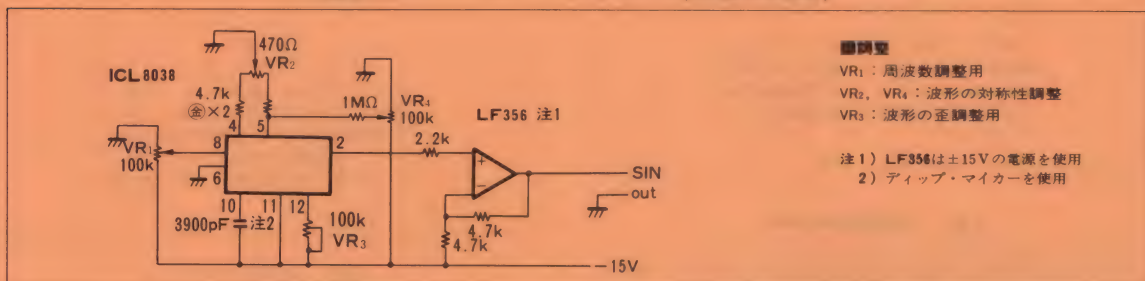 ICL8038
470Ω
VR₂
4.7k
㊎×2
4
5
1MΩ
VR₄
100k
LF356 注1
VR₁
100k
8
6
2
2.2k
+
−
SIN
out
10
11
12
3900pF 注2
100k
VR₃
4.7k
4.7k
−15V
調整
VR₁：周波数調整用
VR₂，VR₄：波形の対称性調整
VR₃：波形の歪調整用
注1）LF356は±15Vの電源を使用
2）ディップ・マイカーを使用